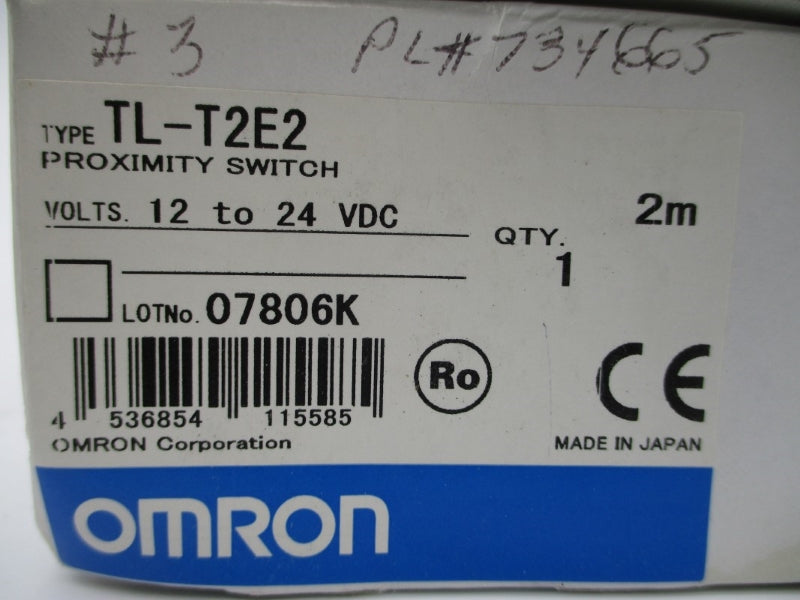 #3 PL#734665
TYPE TL-T2E2
PROXIMITY SWITCH
VOLTS. 12 to 24 VDC
2m
QTY.
1
LOTNo. 07806K
Ro
CE
4 536854 115585
OMRON Corporation
MADE IN JAPAN
OMRON